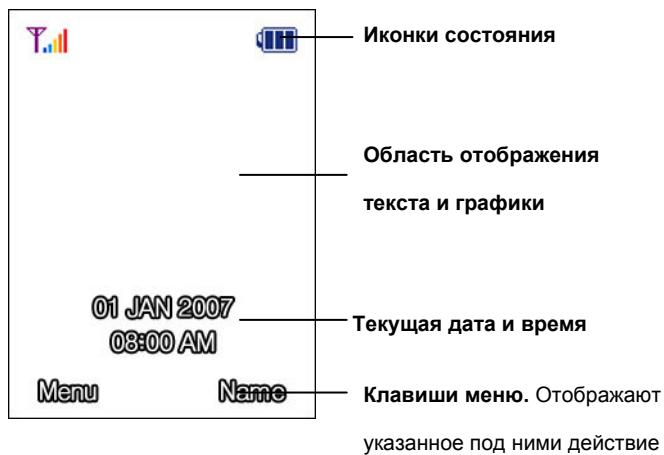 Иконки состояния
Область отображения
текста и графики
01 JAN 2007
08:00 AM
Текущая дата и время
Menu
Name
Клавиши меню. Отображают
указанное под ними действие